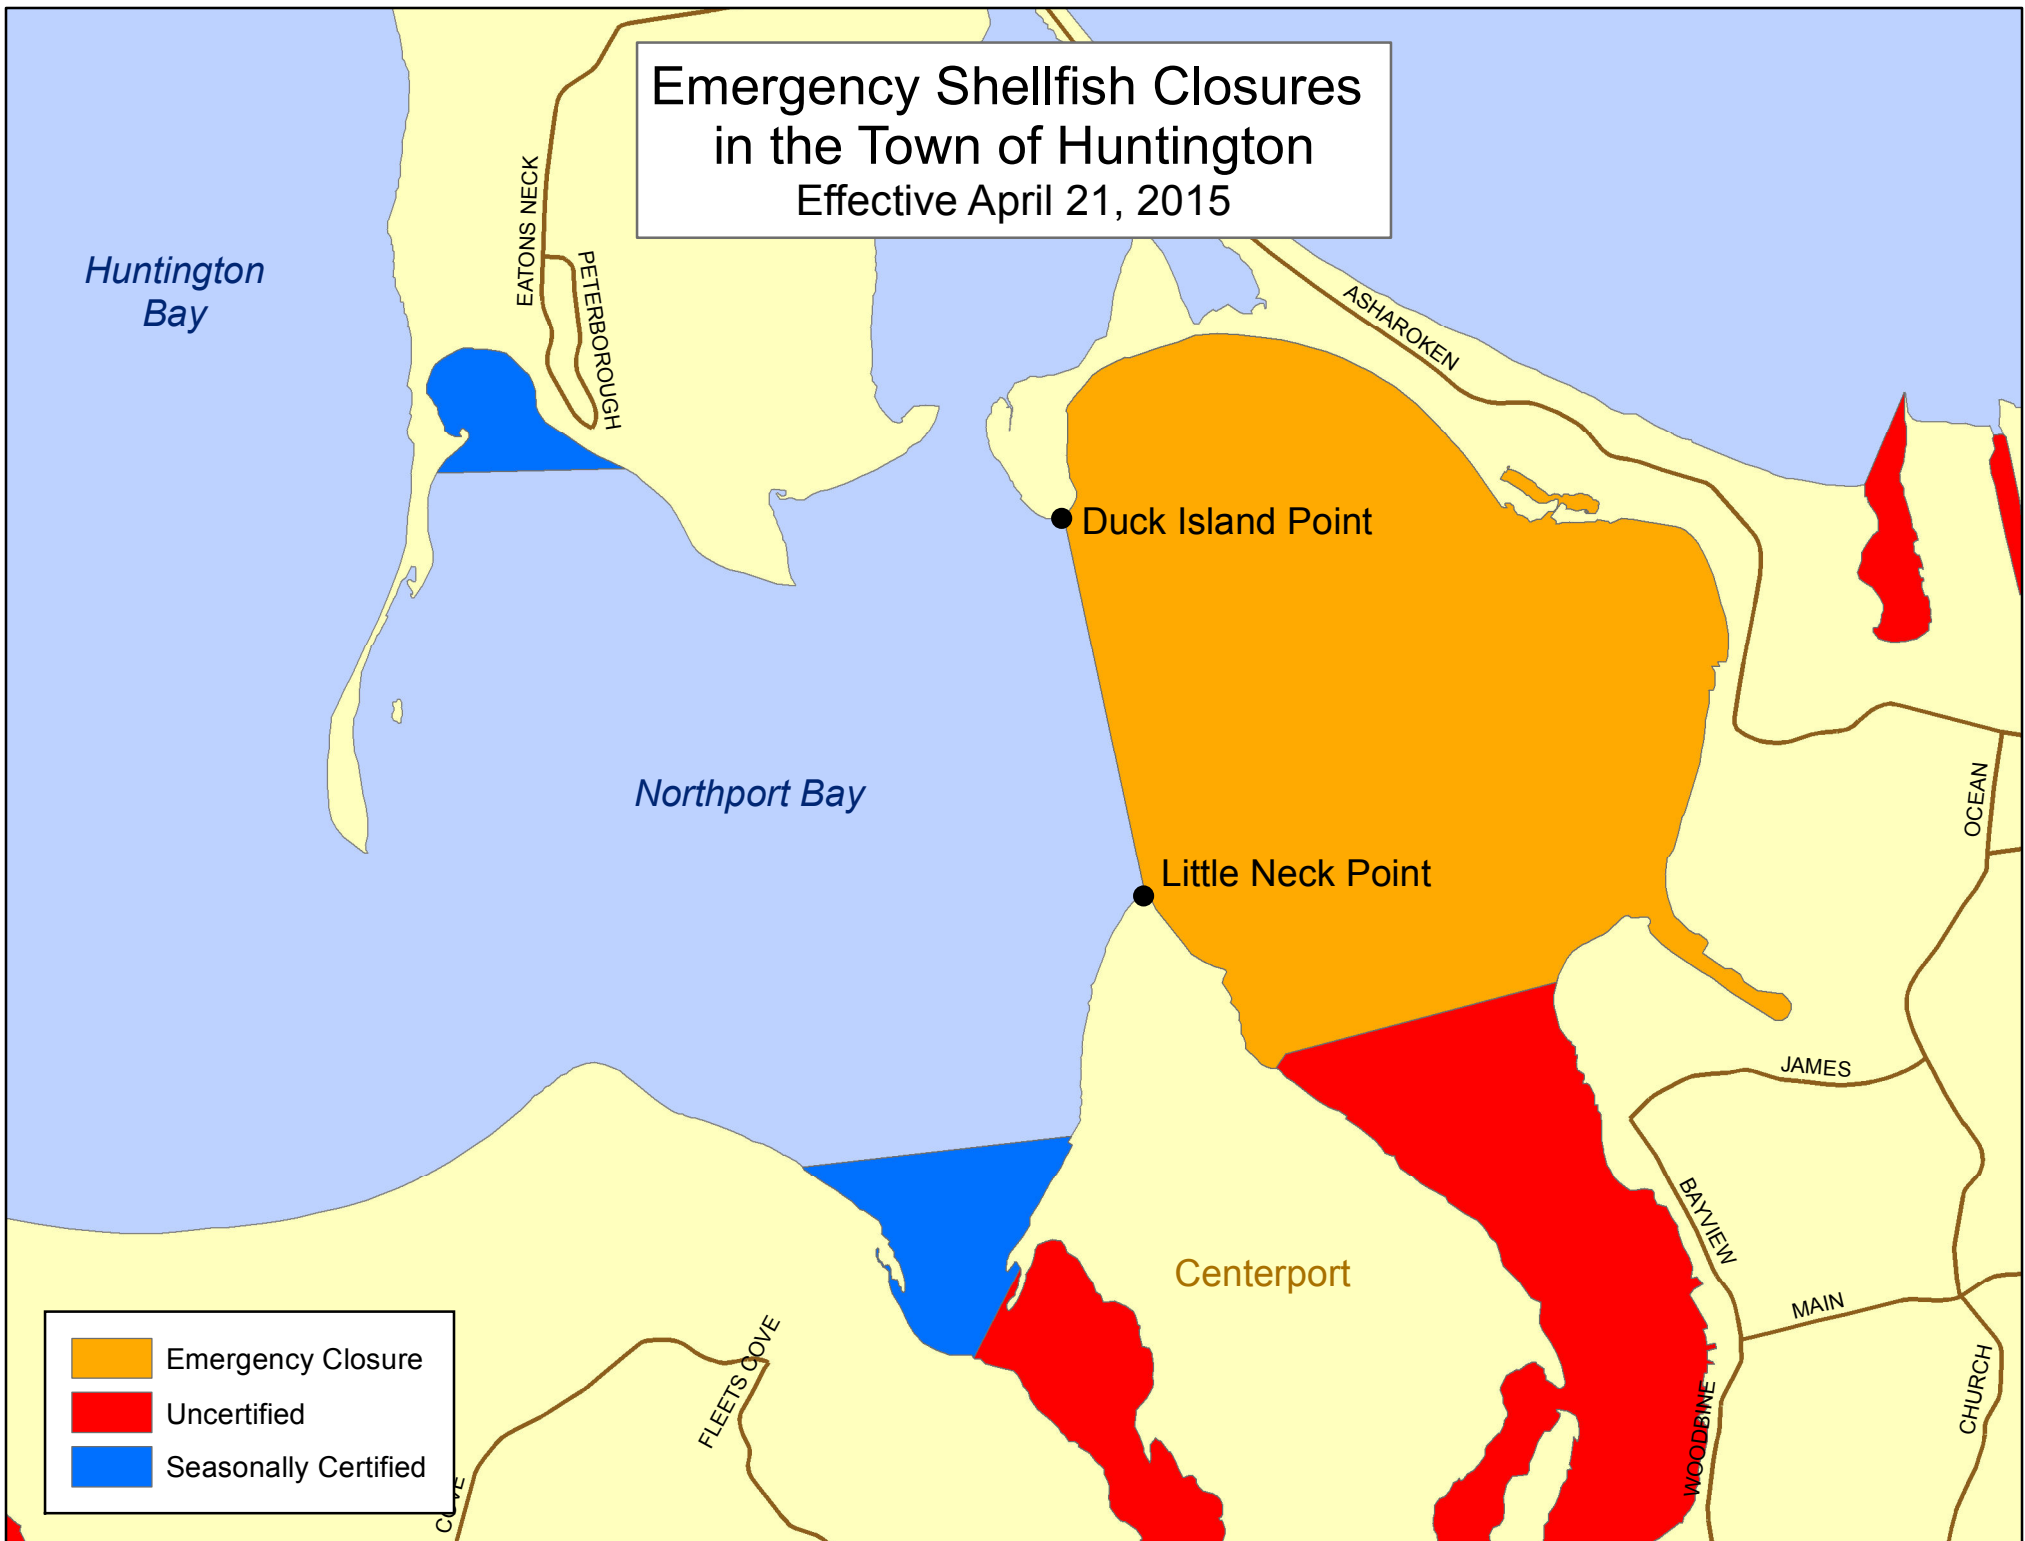 Emergency Shellfish Closures
in the Town of Huntington
Effective April 21, 2015
Huntington
Bay
EATONS NECK
PETERBOROUGH
ASHAROKEN
Duck Island Point
Northport Bay
OCEAN
Little Neck Point
JAMES
BAYVIEW
Centerport
MAIN
FLEETS COVE
CHURCH
WOODBINE
Emergency Closure
Uncertified
Seasonally Certified